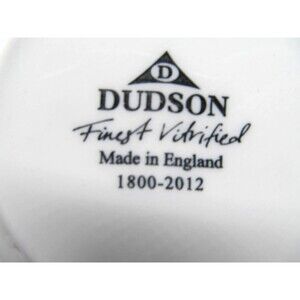 D
DUDSON
Finest Vitrified
Made in England
1800-2012